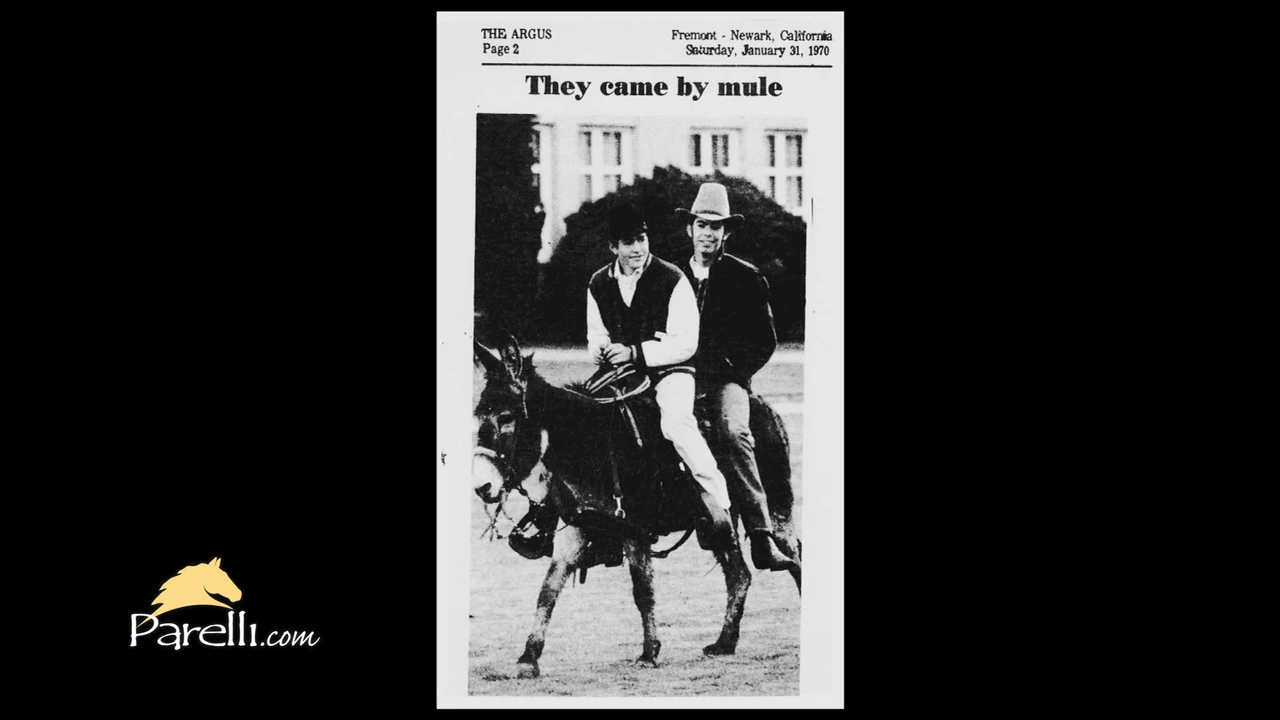 THE ARGUS
Page 2
Fremont - Newark, California
Saturday, January 31, 1970
They came by mule
Parelli.com